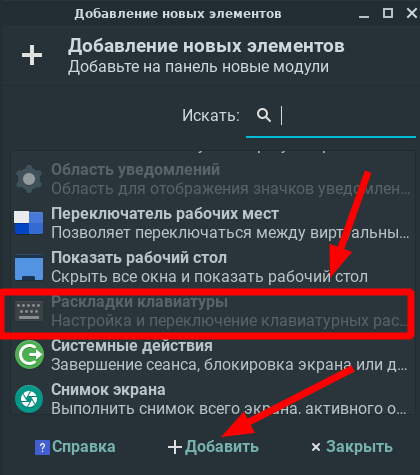 Добавление новых элементов
Добавление новых элементов
Добавьте на панель новые модули
Искать:
Область уведомлений
Область для отображения значков уведомлен...
Переключатель рабочих мест
Позволяет переключаться между виртуальны...
Показать рабочий стол
Скрыть все окна и показать рабочий стол
Раскладки клавиатуры
Настройка и переключение клавиатурных рас...
Системные действия
Завершение сеанса, блокировка экрана или д...
Снимок экрана
Выполнить снимок всего экрана, активного о...
? Справка
Добавить
Закрыть